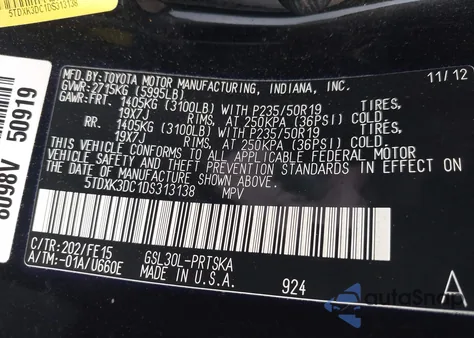 5TDXK3DC1DS313138
8098V 50919
MFD.BY: TOYOTA MOTOR MANUFACTURING, INDIANA, INC. 11/12
GVWR: 2715KG (5995LB)
GAWR: FRT. 1405KG (3100LB) WITH P235/50R19 TIRES,
19X7J RIMS, AT 250KPA (36PSI) COLD.
RR. 1405KG (3100LB) WITH P235/50R19 TIRES,
19X7J RIMS, AT 250KPA (36PSI) COLD.
THIS VEHICLE CONFORMS TO ALL APPLICABLE FEDERAL MOTOR
VEHICLE SAFETY AND THEFT PREVENTION STANDARDS IN EFFECT ON
THE DATE OF MANUFACTURE SHOWN ABOVE.
5TDXK3DC1DS313138 MPV
C/TR: 202/FE15 GSL30L-PRTSKA
A/TM: -01A/U660E MADE IN U.S.A. 924 A
autoSnap